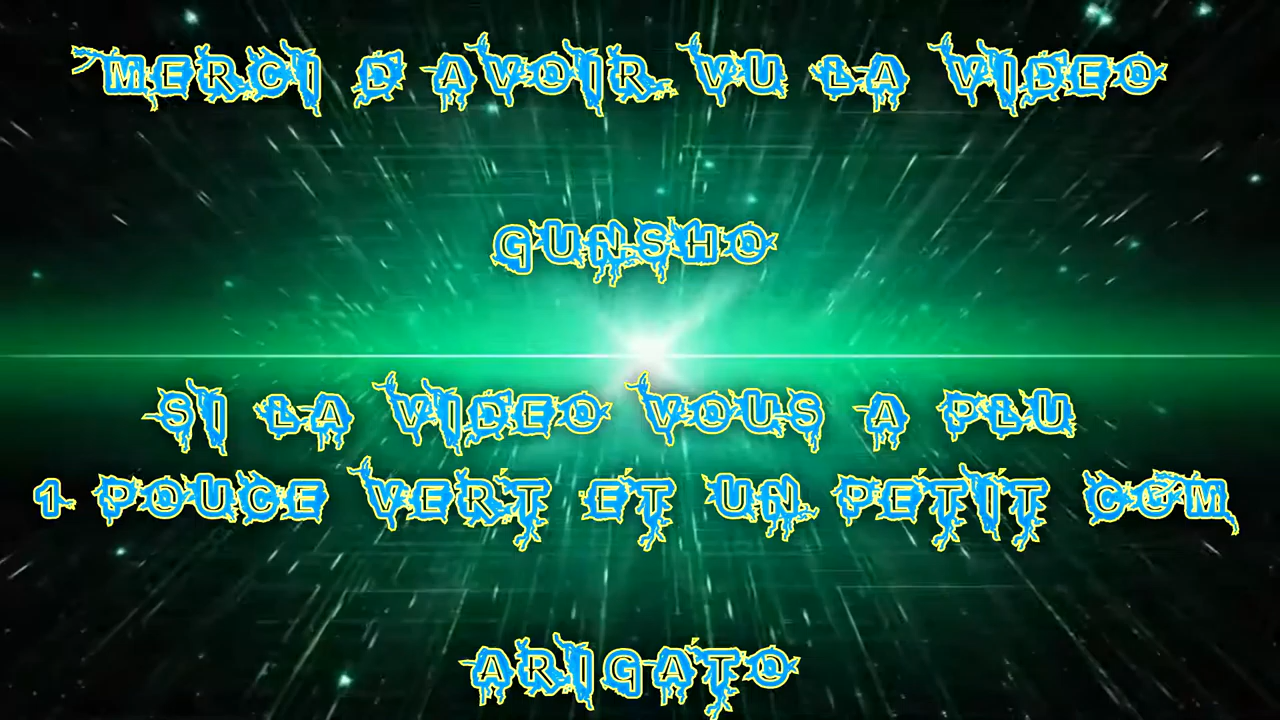 MERCI D AVOIR VU LA VIDEO
GUNSHO
SI LA VIDEO VOUS A PLU
1 POUCE VERT ET UN PETIT COM
ARIGATO